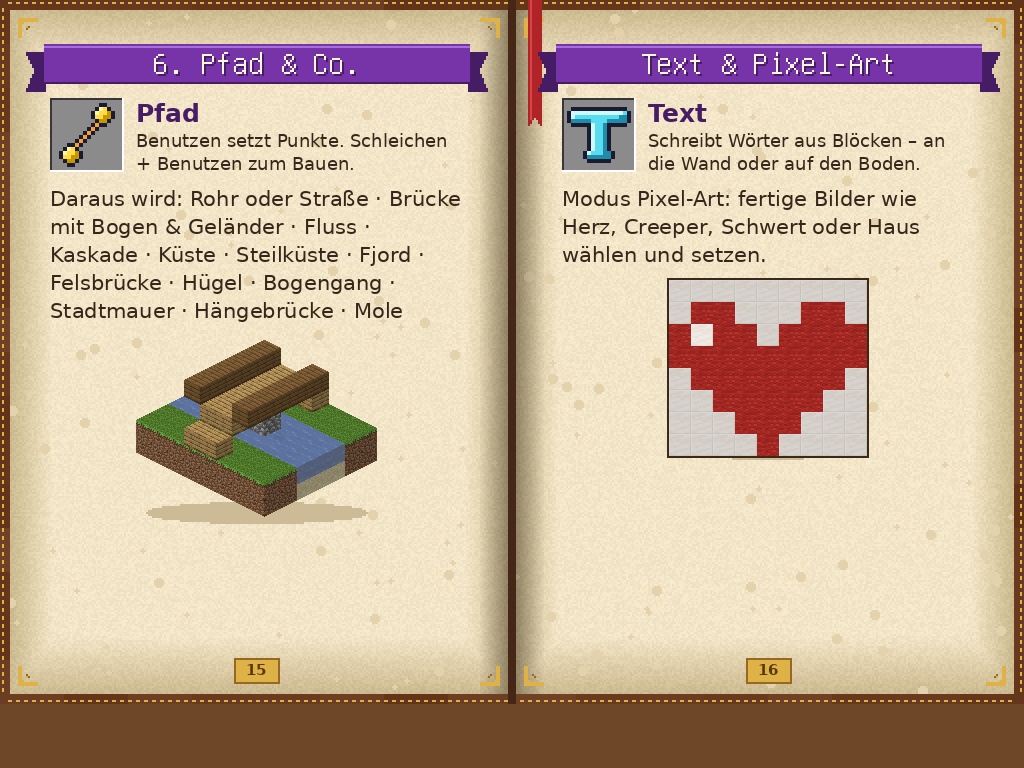 6. Pfad & Co.
Pfad
Benutzen setzt Punkte. Schleichen
+ Benutzen zum Bauen.
Daraus wird: Rohr oder Straße · Brücke
mit Bogen & Geländer · Fluss ·
Kaskade · Küste · Steilküste · Fjord ·
Felsbrücke · Hügel · Bogengang ·
Stadtmauer · Hängebrücke · Mole
15
Text & Pixel-Art
T
Text
Schreibt Wörter aus Blöcken – an
die Wand oder auf den Boden.
Modus Pixel-Art: fertige Bilder wie
Herz, Creeper, Schwert oder Haus
wählen und setzen.
16